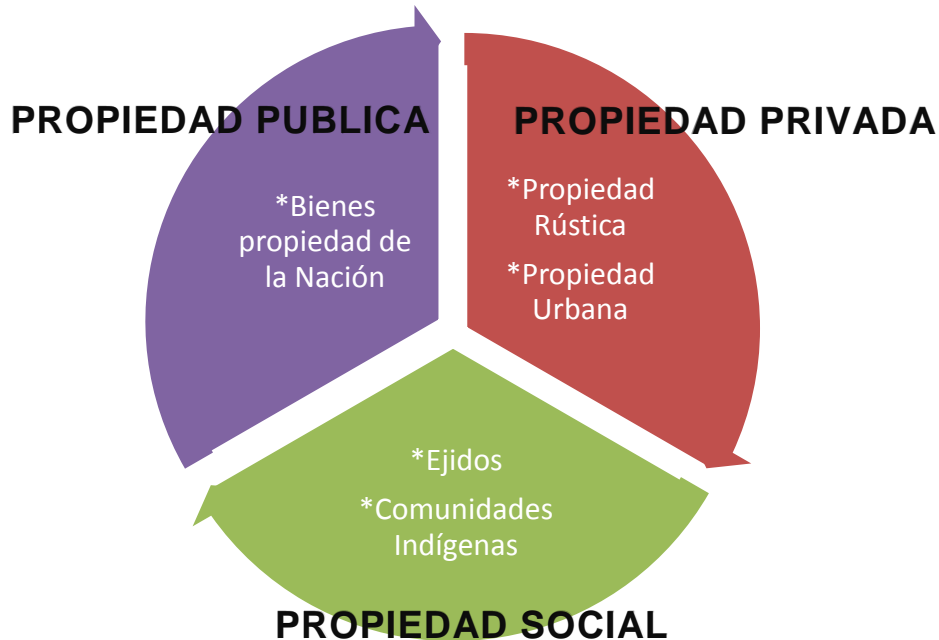 PROPIEDAD PUBLICA
*Bienes
propiedad de
la Nación
PROPIEDAD PRIVADA
*Propiedad
Rústica
*Propiedad
Urbana
*Ejidos
*Comunidades
Indígenas
PROPIEDAD SOCIAL